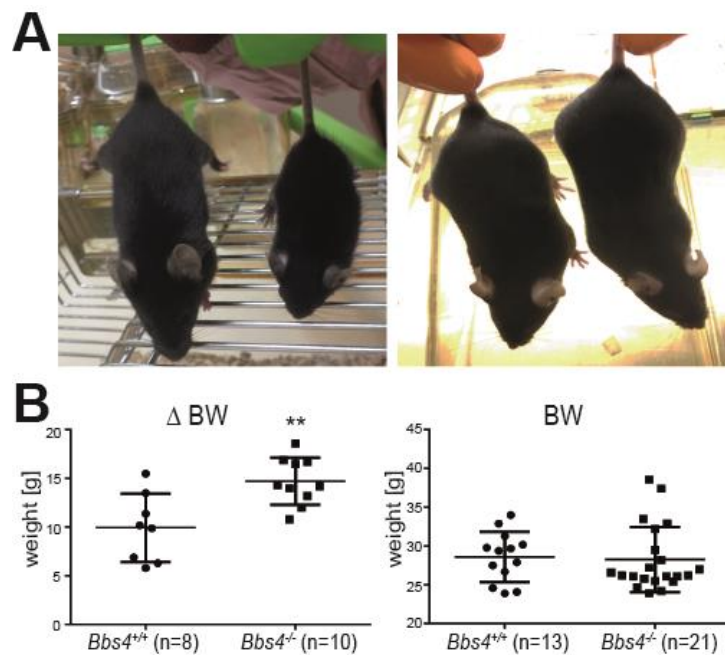 A
B
Δ BW
**
BW
weight [g]
20
15
10
5
0
Bbs4+/+ (n=8)
Bbs4-/- (n=10)
weight [g]
45
40
35
30
25
20
Bbs4+/+ (n=13)
Bbs4-/- (n=21)